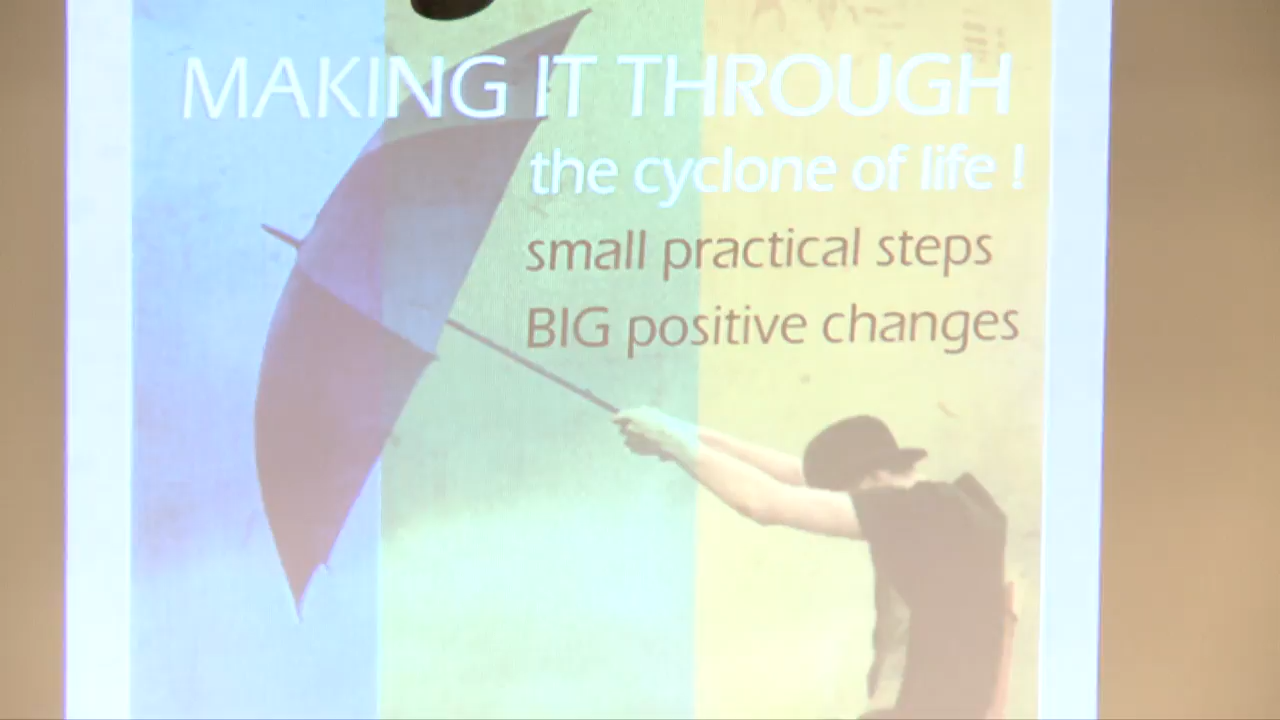 MAKING IT THROUGH
the cyclone of life !
small practical steps
BIG positive changes